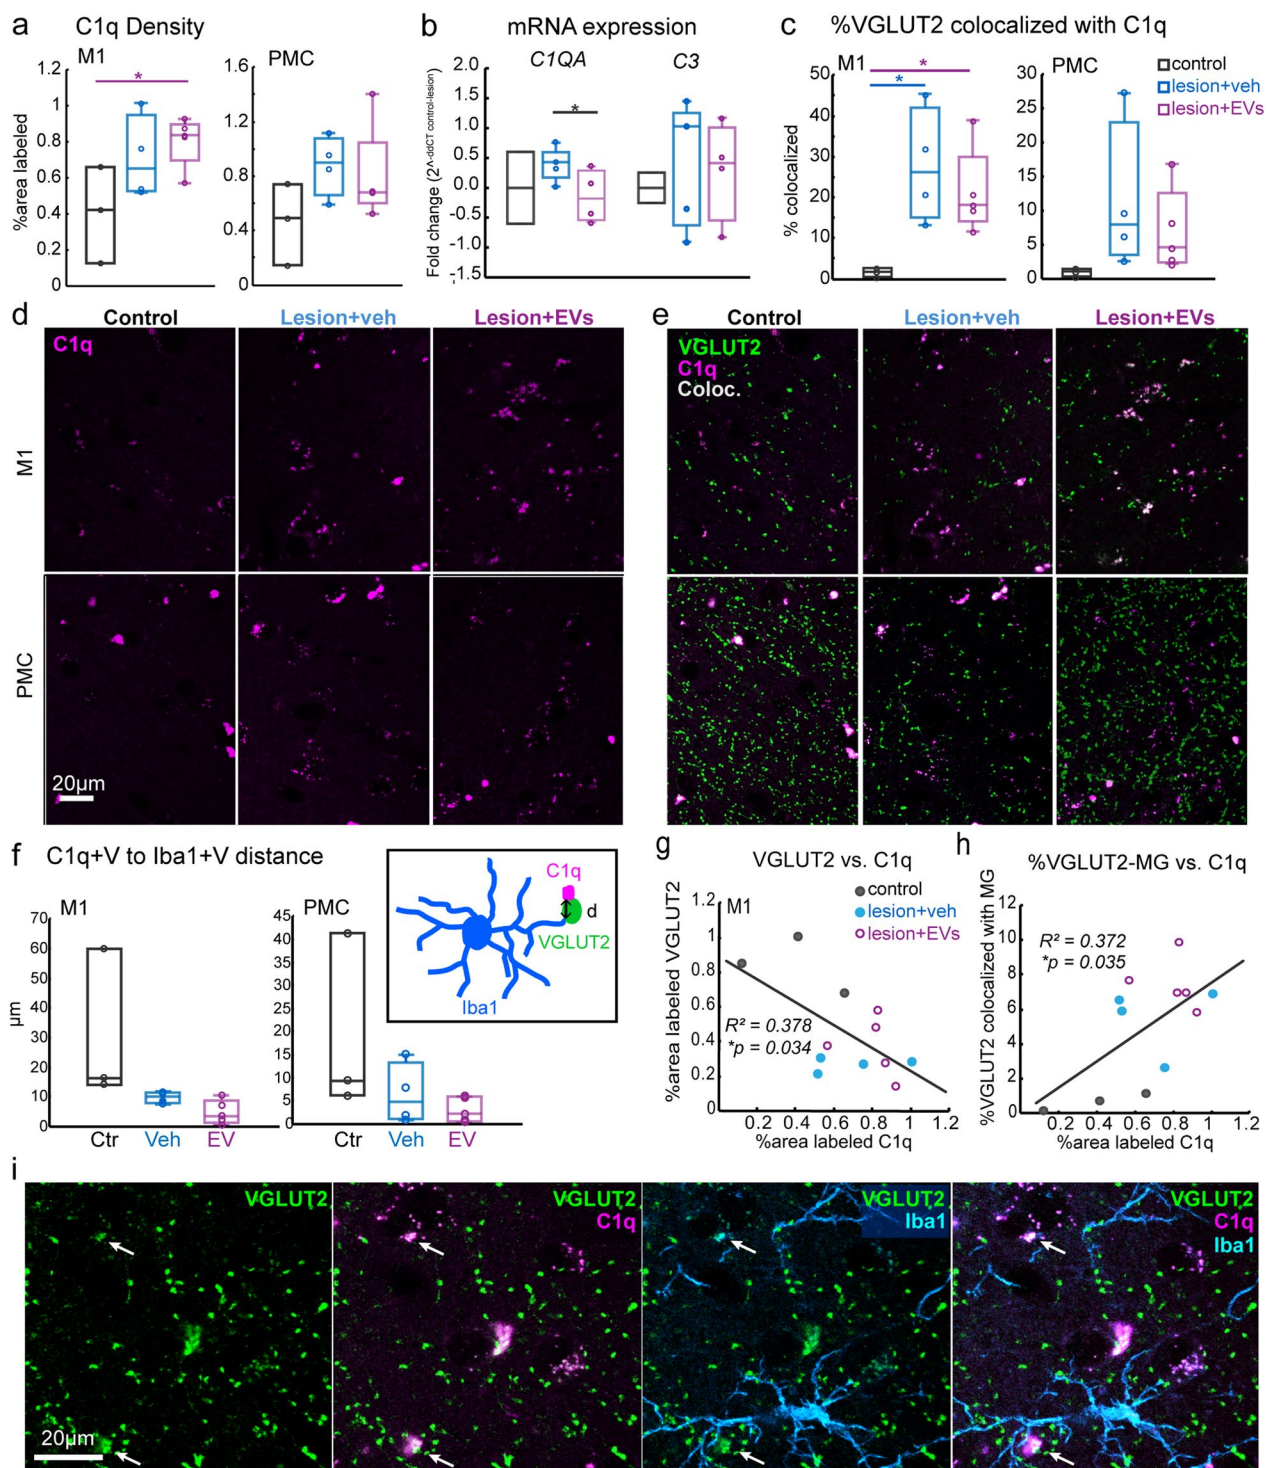 a C1q Density
M1
%area labeled
1.2
1
0.8
0.6
0.4
0.2
0
*
PMC
1.6
1.2
0.8
0.4
0
b mRNA expression
C1QA C3
Fold change (2^-ddCT control-lesion)
2.0
1.5
1.0
0.5
0.0
-0.5
-1.0
-1.5
*
c %VGLUT2 colocalized with C1q
M1
% colocalized
50
40
30
20
10
0
*
*
PMC
30
25
20
15
10
5
0
control
lesion+veh
lesion+EVs
d Control Lesion+veh Lesion+EVs
C1q
M1
PMC
20µm
e Control Lesion+veh Lesion+EVs
VGLUT2
C1q
Coloc.
f C1q+V to Iba1+V distance
M1
µm
70
60
50
40
30
20
10
0
Ctr Veh EV
PMC
45
40
35
30
25
20
15
10
5
0
Ctr Veh EV
C1q
d
VGLUT2
Iba1
g VGLUT2 vs. C1q
M1
control
lesion+veh
lesion+EVs
%area labeled VGLUT2
1.2
1
0.8
0.6
0.4
0.2
0
R² = 0.378
*p = 0.034
0.2 0.4 0.6 0.8 1 1.2
%area labeled C1q
h %VGLUT2-MG vs. C1q
%VGLUT2 colocalized with MG
12
10
8
6
4
2
0
R² = 0.372
*p = 0.035
0.2 0.4 0.6 0.8 1 1.2
%area labeled C1q
i
VGLUT2
20µm
VGLUT2
C1q
VGLUT2
Iba1
VGLUT2
C1q
Iba1